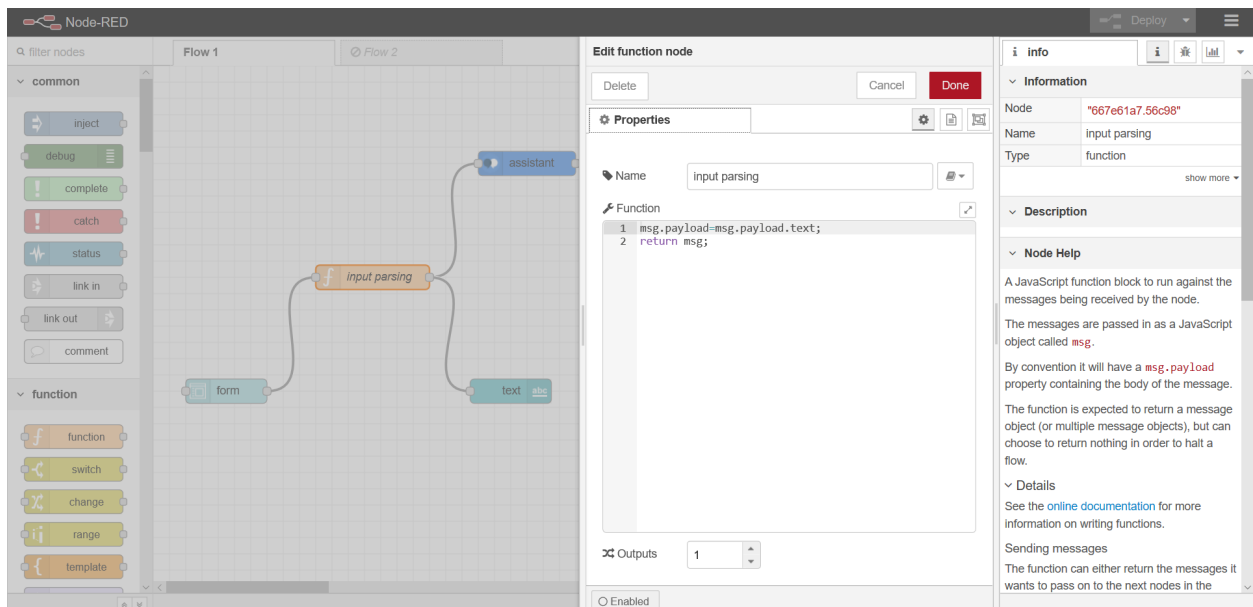 Node-RED
Deploy
filter nodes
common
inject
debug
complete
catch
status
link in
link out
comment
function
function
switch
change
range
template
Flow 1
Flow 2
assistant
input parsing
form
text
abc
Edit function node
Delete
Cancel
Done
Properties
Name
input parsing
Function
1 msg.payload=msg.payload.text;
2 return msg;
Outputs
1
Enabled
i info
i
Information
Node "667e61a7.56c98"
Name input parsing
Type function
show more
Description
Node Help
A JavaScript function block to run against the
messages being received by the node.
The messages are passed in as a JavaScript
object called msg.
By convention it will have a msg.payload
property containing the body of the message.
The function is expected to return a message
object (or multiple message objects), but can
choose to return nothing in order to halt a
flow.
Details
See the online documentation for more
information on writing functions.
Sending messages
The function can either return the messages it
wants to pass on to the next nodes in the